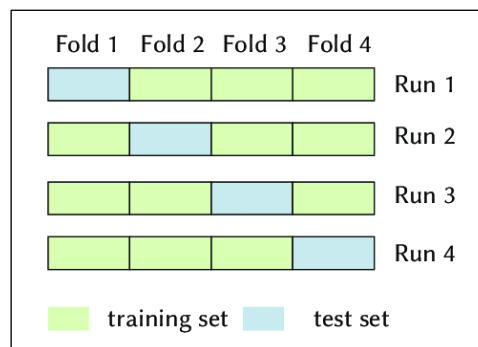 Fold 1 Fold 2 Fold 3 Fold 4
Run 1
Run 2
Run 3
Run 4
training set test set